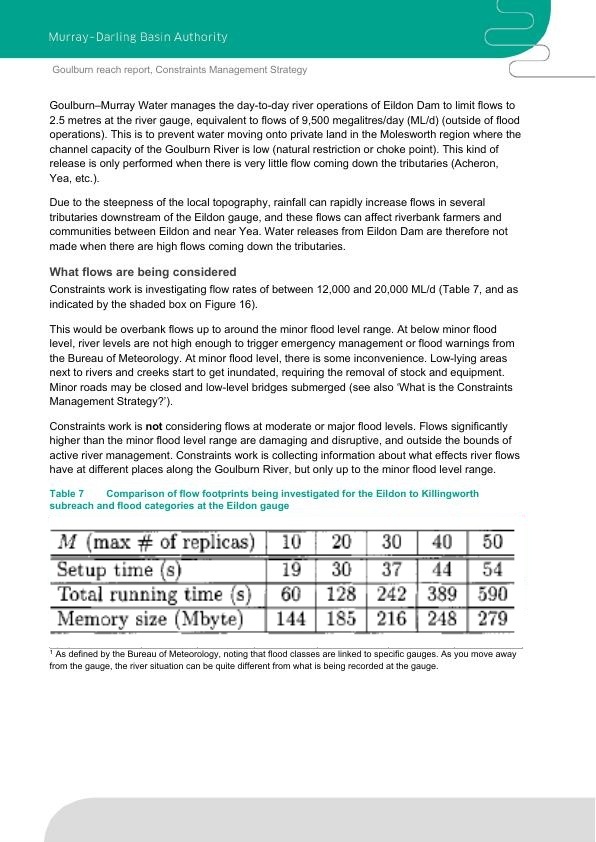 Murray–Darling Basin Authority
Goulburn reach report, Constraints Management Strategy
Goulburn–Murray Water manages the day-to-day river operations of Eildon Dam to limit flows to
2.5 metres at the river gauge, equivalent to flows of 9,500 megalitres/day (ML/d) (outside of flood
operations). This is to prevent water moving onto private land in the Molesworth region where the
channel capacity of the Goulburn River is low (natural restriction or choke point). This kind of
release is only performed when there is very little flow coming down the tributaries (Acheron,
Yea, etc.).
Due to the steepness of the local topography, rainfall can rapidly increase flows in several
tributaries downstream of the Eildon gauge, and these flows can affect riverbank farmers and
communities between Eildon and near Yea. Water releases from Eildon Dam are therefore not
made when there are high flows coming down the tributaries.
What flows are being considered
Constraints work is investigating flow rates of between 12,000 and 20,000 ML/d (Table 7, and as
indicated by the shaded box on Figure 16).
This would be overbank flows up to around the minor flood level range. At below minor flood
level, river levels are not high enough to trigger emergency management or flood warnings from
the Bureau of Meteorology. At minor flood level, there is some inconvenience. Low-lying areas
next to rivers and creeks start to get inundated, requiring the removal of stock and equipment.
Minor roads may be closed and low-level bridges submerged (see also ‘What is the Constraints
Management Strategy?’).
Constraints work is not considering flows at moderate or major flood levels. Flows significantly
higher than the minor flood level range are damaging and disruptive, and outside the bounds of
active river management. Constraints work is collecting information about what effects river flows
have at different places along the Goulburn River, but only up to the minor flood level range.
Table 7 Comparison of flow footprints being investigated for the Eildon to Killingworth
subreach and flood categories at the Eildon gauge
M (max # of replicas) 10 20 30 40 50
Setup time (s) 19 30 37 44 54
Total running time (s) 60 128 242 389 590
Memory size (Mbyte) 144 185 216 248 279
1 As defined by the Bureau of Meteorology, noting that flood classes are linked to specific gauges. As you move away
from the gauge, the river situation can be quite different from what is being recorded at the gauge.